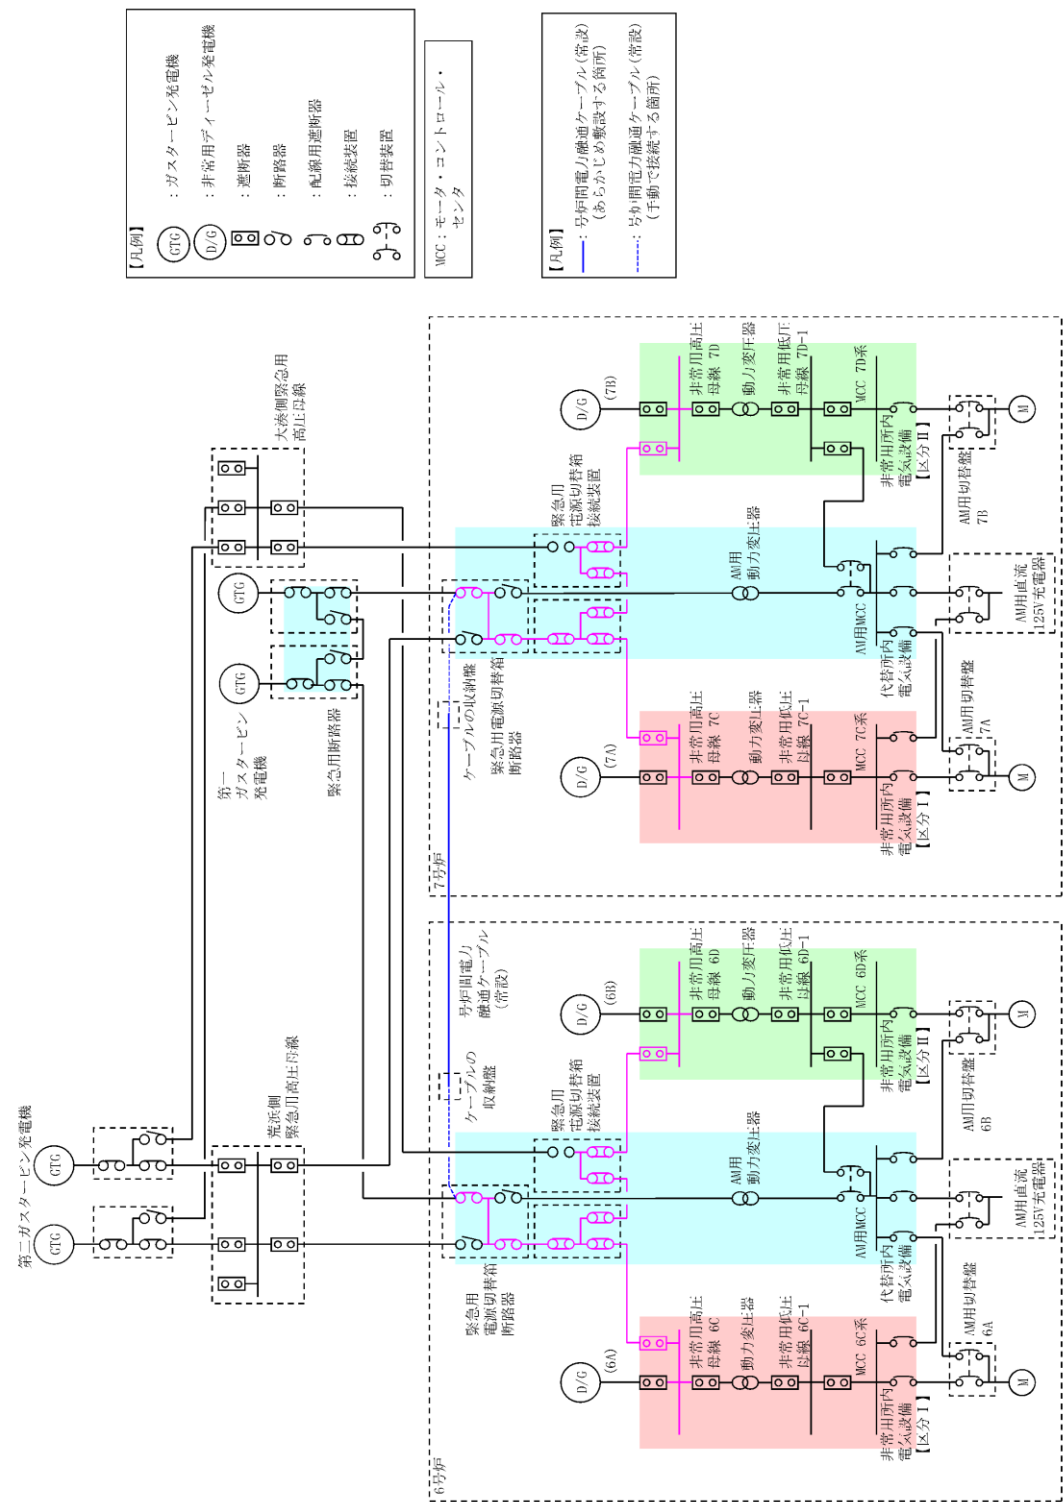 【凡例】
GTG
：ガスタービン発電機
D/G
：非常用ディーゼル発電機
：遮断器
：断路器
：配線用遮断器
：接続装置
：切替装置
MCC：モータ・コントロール・
センタ
【凡例】
：号炉間電力融通ケーブル（常設）
（あらかじめ敷設する箇所）
：号炉間電力融通ケーブル（常設）
（手動で接続する箇所）
第二ガスタービン発電機
GTG
GTG
荒浜側
緊急用高圧母線
第一
ガスタービン
発電機
GTG
GTG
緊急用断路器
大湊側緊急用
高圧母線
6号炉
緊急用
電源切替箱
断路器
ケーブルの
収納盤
号炉間電力
融通ケーブル
（常設）
緊急用
電源切替箱
接続装置
D/G
(6A)
D/G
(6B)
非常用高圧
母線 6C
動力変圧器
非常用低圧
母線 6C-1
MCC 6C系
非常用所内
電気設備
【区分Ⅰ】
AM用
動力変圧器
AM用MCC
代替所内
電気設備
非常用高圧
母線 6D
動力変圧器
非常用低圧
母線 6D-1
MCC 6D系
非常用所内
電気設備
【区分Ⅱ】
AM用切替盤
6A
AM用直流
125V充電器
AM用切替盤
6B
M
M
7号炉
ケーブルの収納盤
緊急用電源切替箱
断路器
緊急用
電源切替箱
接続装置
D/G
(7A)
D/G
(7B)
非常用高圧
母線 7C
動力変圧器
非常用低圧
母線 7C-1
MCC 7C系
非常用所内
電気設備
【区分Ⅰ】
AM用
動力変圧器
AM用MCC
代替所内
電気設備
非常用高圧
母線 7D
動力変圧器
非常用低圧
母線 7D-1
MCC 7D系
非常用所内
電気設備
【区分Ⅱ】
AM用切替盤
7A
AM用直流
125V充電器
AM用切替盤
7B
M
M